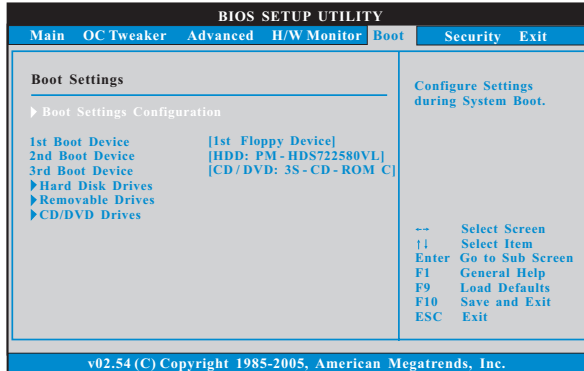 BIOS SETUP UTILITY
Main OC Tweaker Advanced H/W Monitor Boot Security Exit
Boot Settings
Boot Settings Configuration
1st Boot Device [1st Floppy Device]
2nd Boot Device [HDD: PM-HDS722580VL]
3rd Boot Device [CD/DVD: 3S-CD-ROM C]
Hard Disk Drives
Removable Drives
CD/DVD Drives
Configure Settings
during System Boot.
←→ Select Screen
↑↓ Select Item
Enter Go to Sub Screen
F1 General Help
F9 Load Defaults
F10 Save and Exit
ESC Exit
v02.54 (C) Copyright 1985-2005, American Megatrends, Inc.